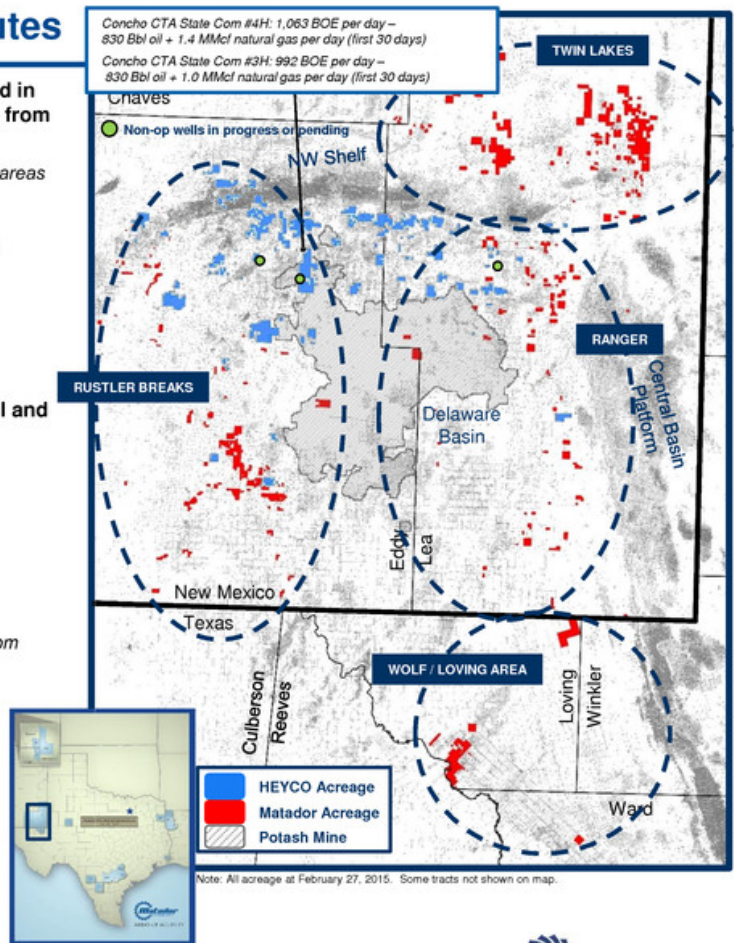 utes
Concho CTA State Com #4H: 1,063 BOE per day –
830 Bbl oil + 1.4 MMcf natural gas per day (first 30 days)
Concho CTA State Com #3H: 992 BOE per day –
830 Bbl oil + 1.0 MMcf natural gas per day (first 30 days)
TWIN LAKES
d in
from
Chaves
Non-op wells in progress or pending
NW Shelf
areas
RANGER
RUSTLER BREAKS
Central Basin
Platform
l and
Delaware
Basin
Eddy
Lea
New Mexico
Texas
om
WOLF / LOVING AREA
Culberson
Reeves
Loving
Winkler
HEYCO Acreage
Matador Acreage
Potash Mine
Ward
Matador
Note: All acreage at February 27, 2015. Some tracts not shown on map.